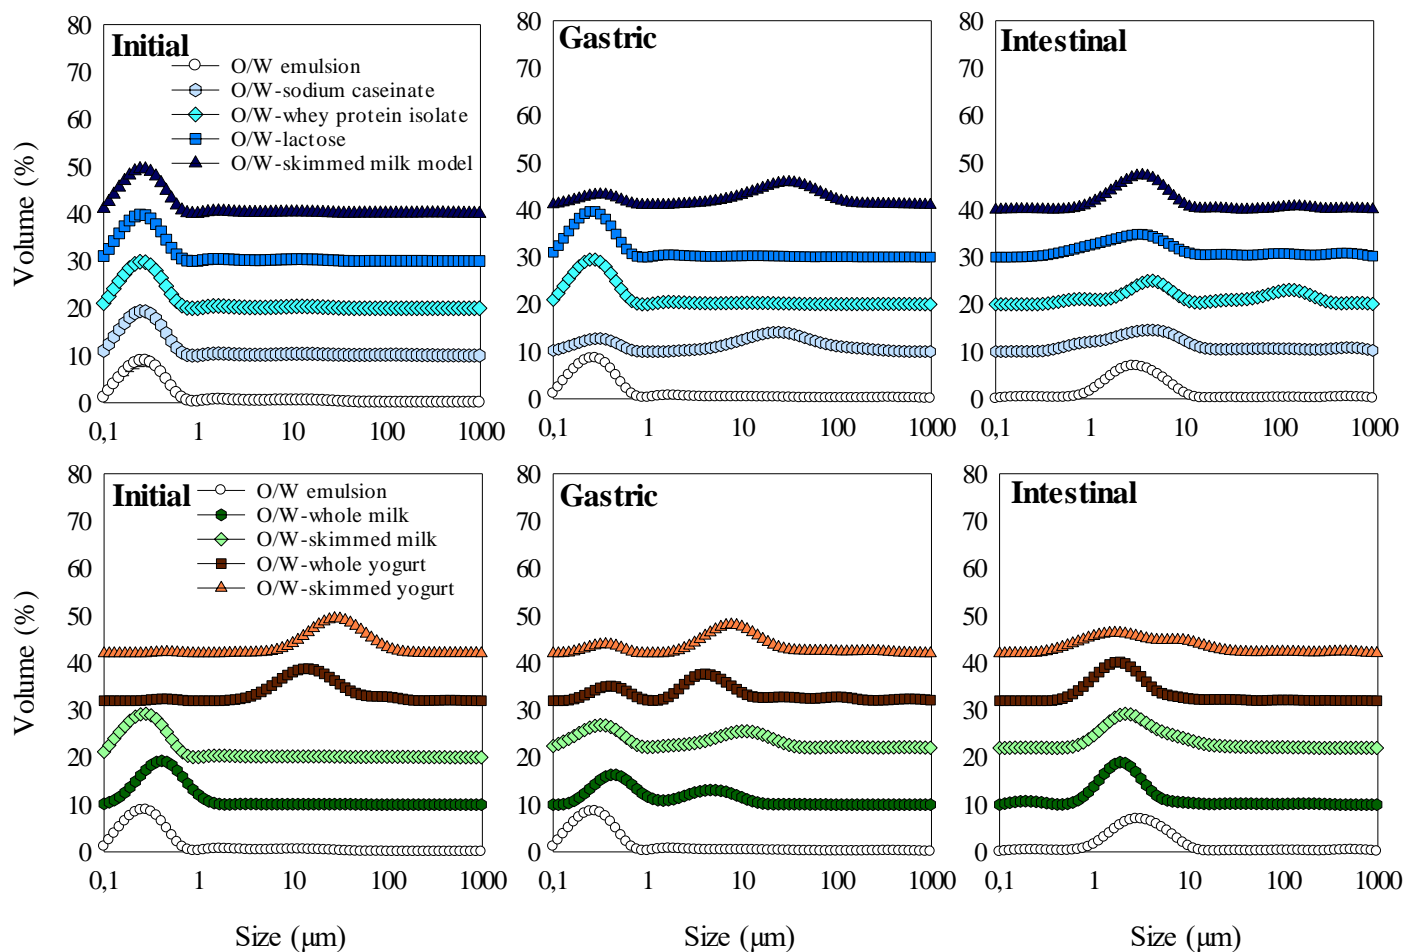 Initial
O/W emulsion
O/W-sodium caseinate
O/W-whey protein isolate
O/W-lactose
O/W-skimmed milk model
Volume (%)
80
70
60
50
40
30
20
10
0
0,1 1 10 100 1000
Gastric
80
70
60
50
40
30
20
10
0
0,1 1 10 100 1000
Intestinal
80
70
60
50
40
30
20
10
0
0,1 1 10 100 1000
Initial
O/W emulsion
O/W-whole milk
O/W-skimmed milk
O/W-whole yogurt
O/W-skimmed yogurt
Volume (%)
80
70
60
50
40
30
20
10
0
0,1 1 10 100 1000
Size (μm)
Gastric
80
70
60
50
40
30
20
10
0
0,1 1 10 100 1000
Size (μm)
Intestinal
80
70
60
50
40
30
20
10
0
0,1 1 10 100 1000
Size (μm)